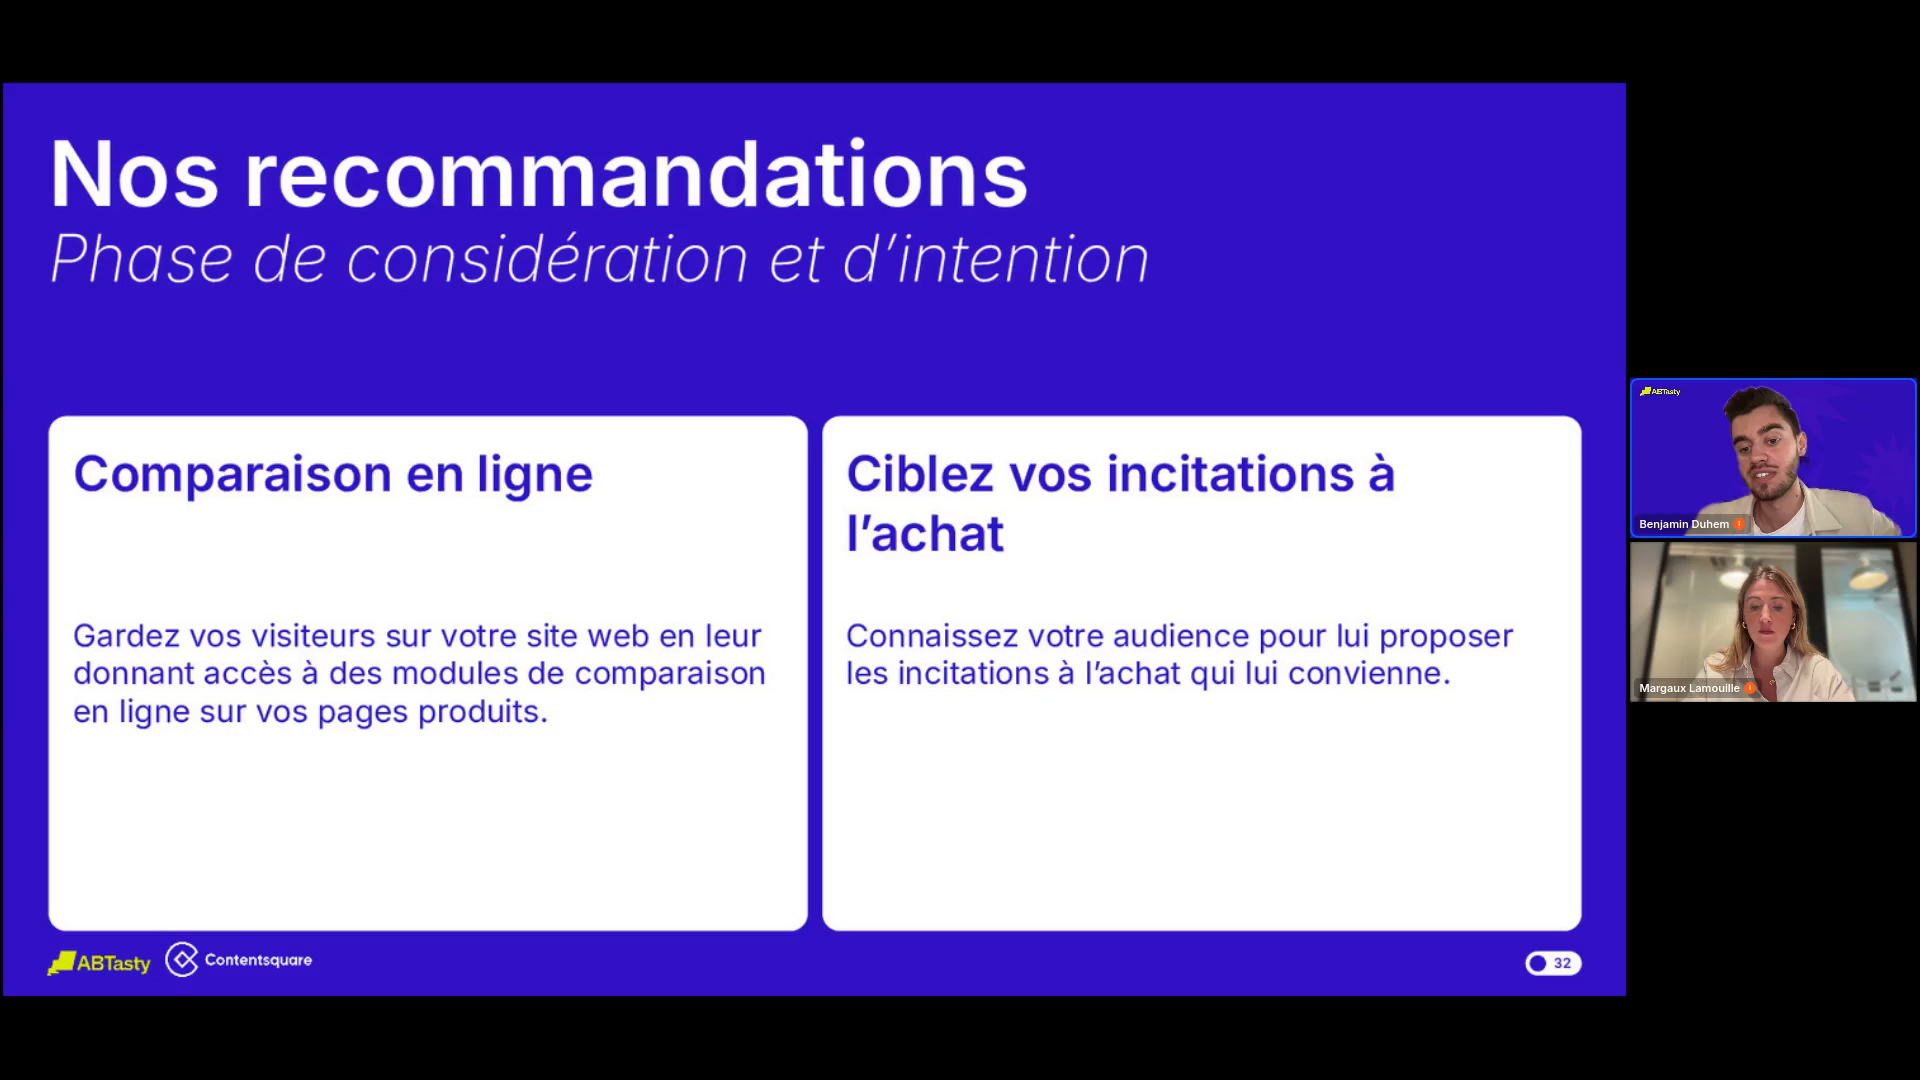 Nos recommandations
Phase de considération et d’intention
Comparaison en ligne
Gardez vos visiteurs sur votre site web en leur
donnant accès à des modules de comparaison
en ligne sur vos pages produits.
Ciblez vos incitations à
l’achat
Connaissez votre audience pour lui proposer
les incitations à l’achat qui lui convienne.
ABTasty
Contentsquare
32
ABTasty
Benjamin Duhem
Margaux Lamouille